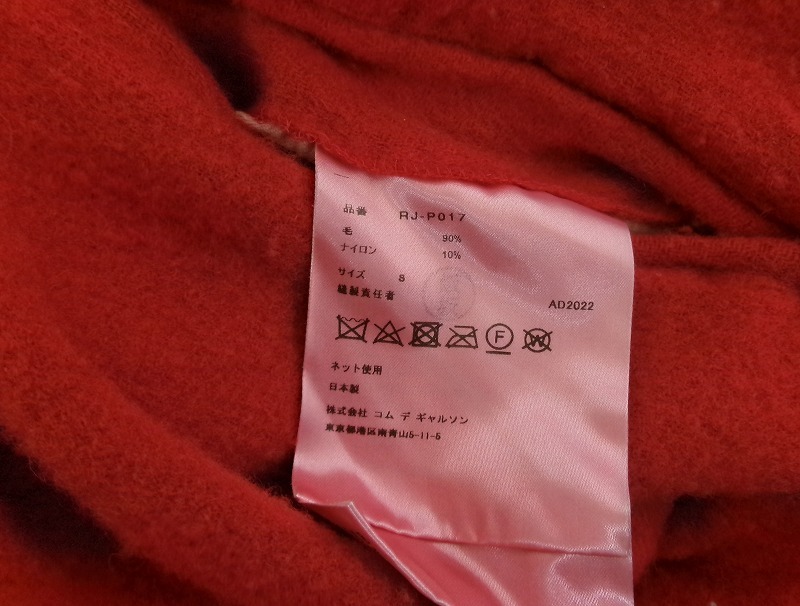 品番 RJ-P017
毛 90%
ナイロン 10%
サイズ S
縫製責任者
AD2022
F W
ネット使用
日本製
株式会社 コム デ ギャルソン
東京都港区南青山5-11-5